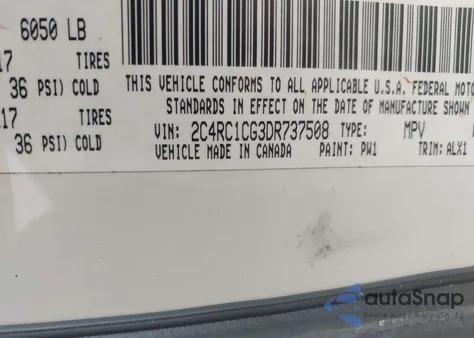 6050 LB
17 TIRES
36 PSI) COLD
THIS VEHICLE CONFORMS TO ALL APPLICABLE U.S.A. FEDERAL MOTO
.17 TIRES
STANDARDS IN EFFECT ON THE DATE OF MANUFACTURE SHOWN
36 PSI) COLD
VIN: 2C4RC1CG3DR737508 TYPE: MPV
VEHICLE MADE IN CANADA PAINT: PW1 TRIM: ALX1
autoSnap